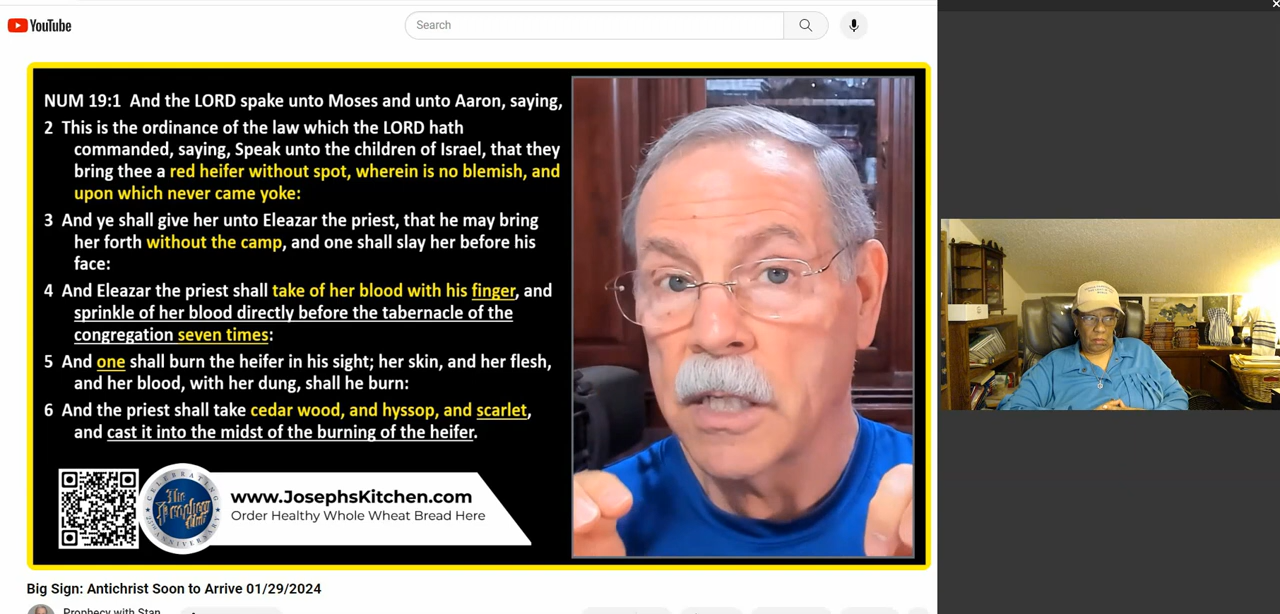 YouTube
Search
NUM 19:1 And the LORD spake unto Moses and unto Aaron, saying,
2 This is the ordinance of the law which the LORD hath
commanded, saying, Speak unto the children of Israel, that they
bring thee a red heifer without spot, wherein is no blemish, and
upon which never came yoke:
3 And ye shall give her unto Eleazar the priest, that he may bring
her forth without the camp, and one shall slay her before his
face:
4 And Eleazar the priest shall take of her blood with his finger, and
sprinkle of her blood directly before the tabernacle of the
congregation seven times:
5 And one shall burn the heifer in his sight; her skin, and her flesh,
and her blood, with her dung, shall he burn:
6 And the priest shall take cedar wood, and hyssop, and scarlet,
and cast it into the midst of the burning of the heifer.
CELEBRATING
The
Prophecy
Club
ANNIVERSARY
www.JosephsKitchen.com
Order Healthy Whole Wheat Bread Here
Big Sign: Antichrist Soon to Arrive 01/29/2024
Prophecy with Stan